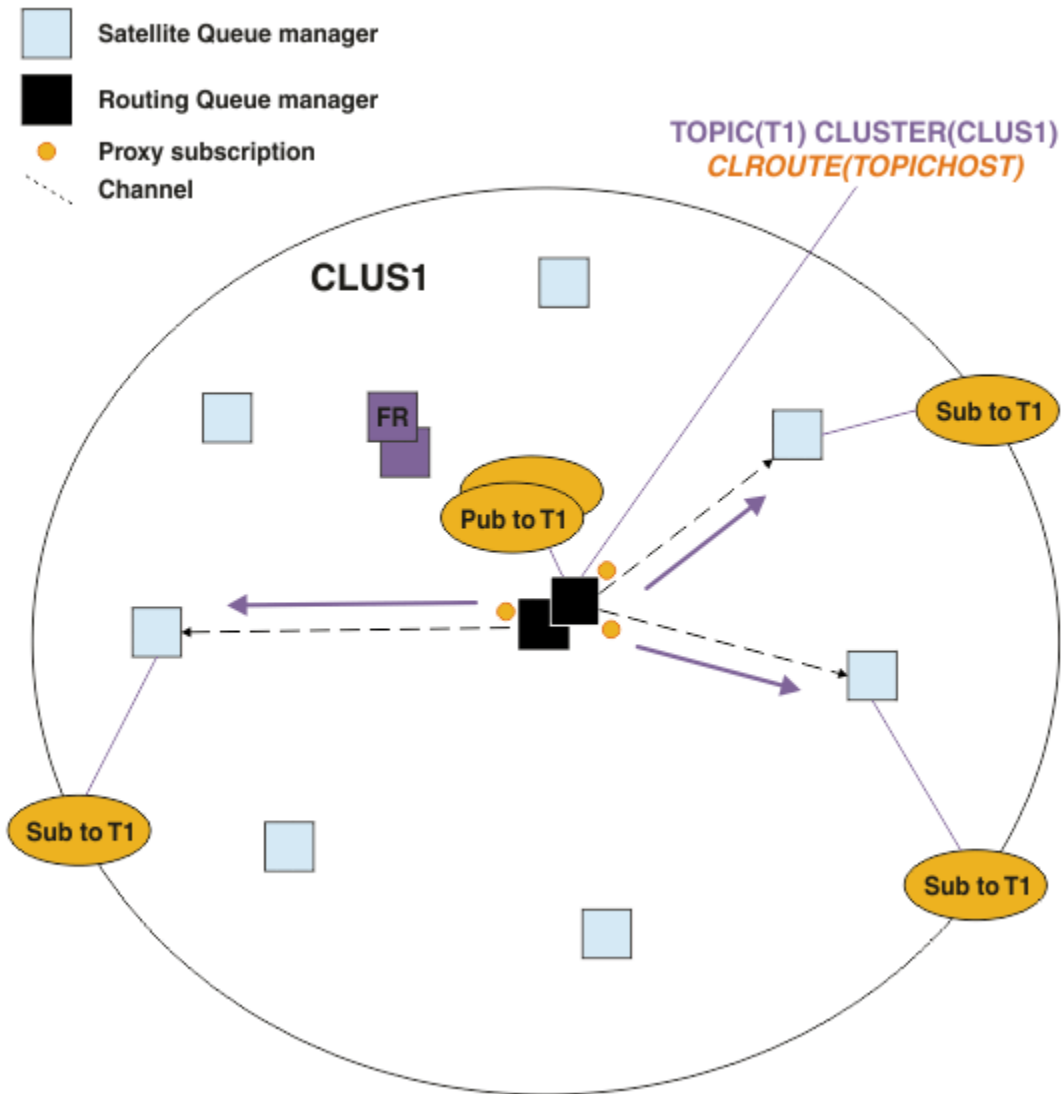 Satellite Queue manager
Routing Queue manager
Proxy subscription
Channel
TOPIC(T1) CLUSTER(CLUS1)
CLROUTE(TOPICHOST)
CLUS1
FR
Sub to T1
Pub to T1
Sub to T1
Sub to T1